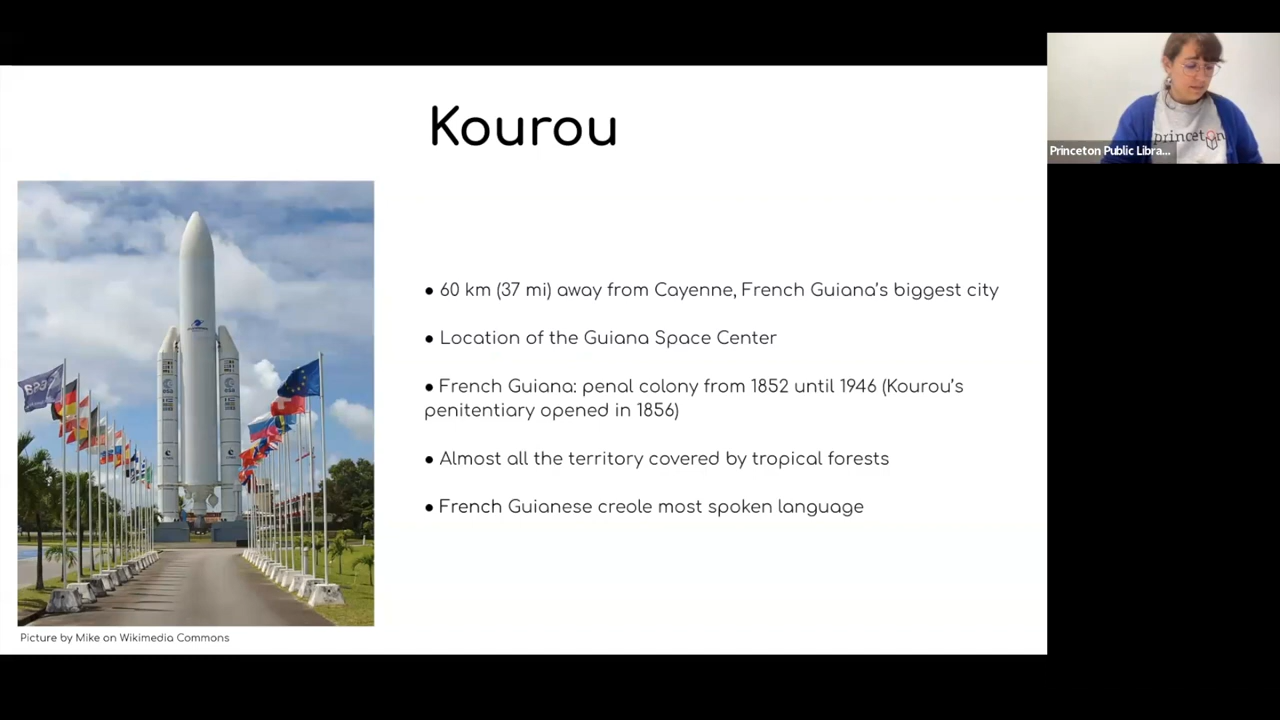 Kourou
● 60 km (37 mi) away from Cayenne, French Guiana's biggest city
● Location of the Guiana Space Center
● French Guiana: penal colony from 1852 until 1946 (Kourou's
penitentiary opened in 1856)
● Almost all the territory covered by tropical forests
● French Guianese creole most spoken language
Picture by Mike on Wikimedia Commons
princeton
Princeton Public Libra...
esa